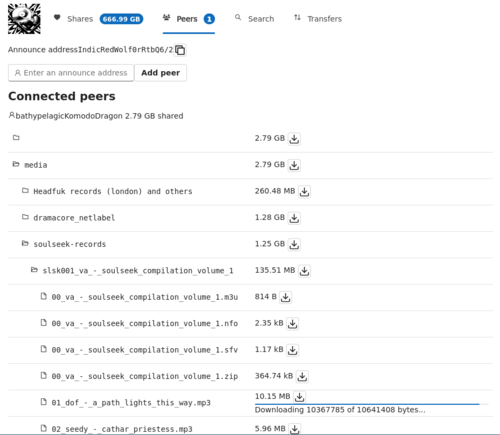 Shares 666.99 GB Peers 1 Search Transfers
Announce addressIndicRedWolf0rRtbQ6/2
Enter an announce address Add peer
Connected peers
bathypelagicKomodoDragon 2.79 GB shared
2.79 GB
media 2.79 GB
Headfuk records (london) and others 260.48 MB
dramacore_netlabel 1.28 GB
soulseek-records 1.25 GB
slsk001_va_-_soulseek_compilation_volume_1 135.51 MB
00_va_-_soulseek_compilation_volume_1.m3u 814 B
00_va_-_soulseek_compilation_volume_1.nfo 2.35 kB
00_va_-_soulseek_compilation_volume_1.sfv 1.17 kB
00_va_-_soulseek_compilation_volume_1.zip 364.74 kB
01_dof_-_a_path_lights_this_way.mp3 10.15 MB
Downloading 10367785 of 10641408 bytes...
02_seedy_-_cathar_priestess.mp3 5.96 MB